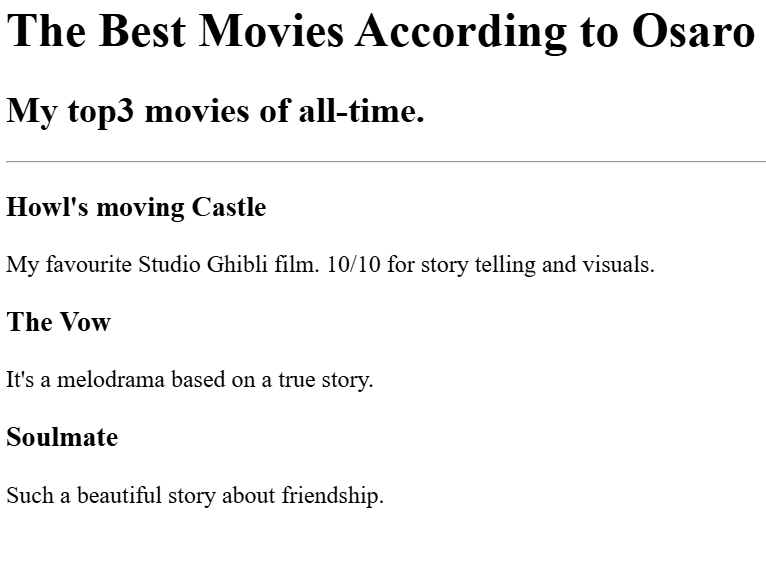 The Best Movies According to Osaro
My top3 movies of all-time.
Howl's moving Castle
My favourite Studio Ghibli film. 10/10 for story telling and visuals.
The Vow
It's a melodrama based on a true story.
Soulmate
Such a beautiful story about friendship.